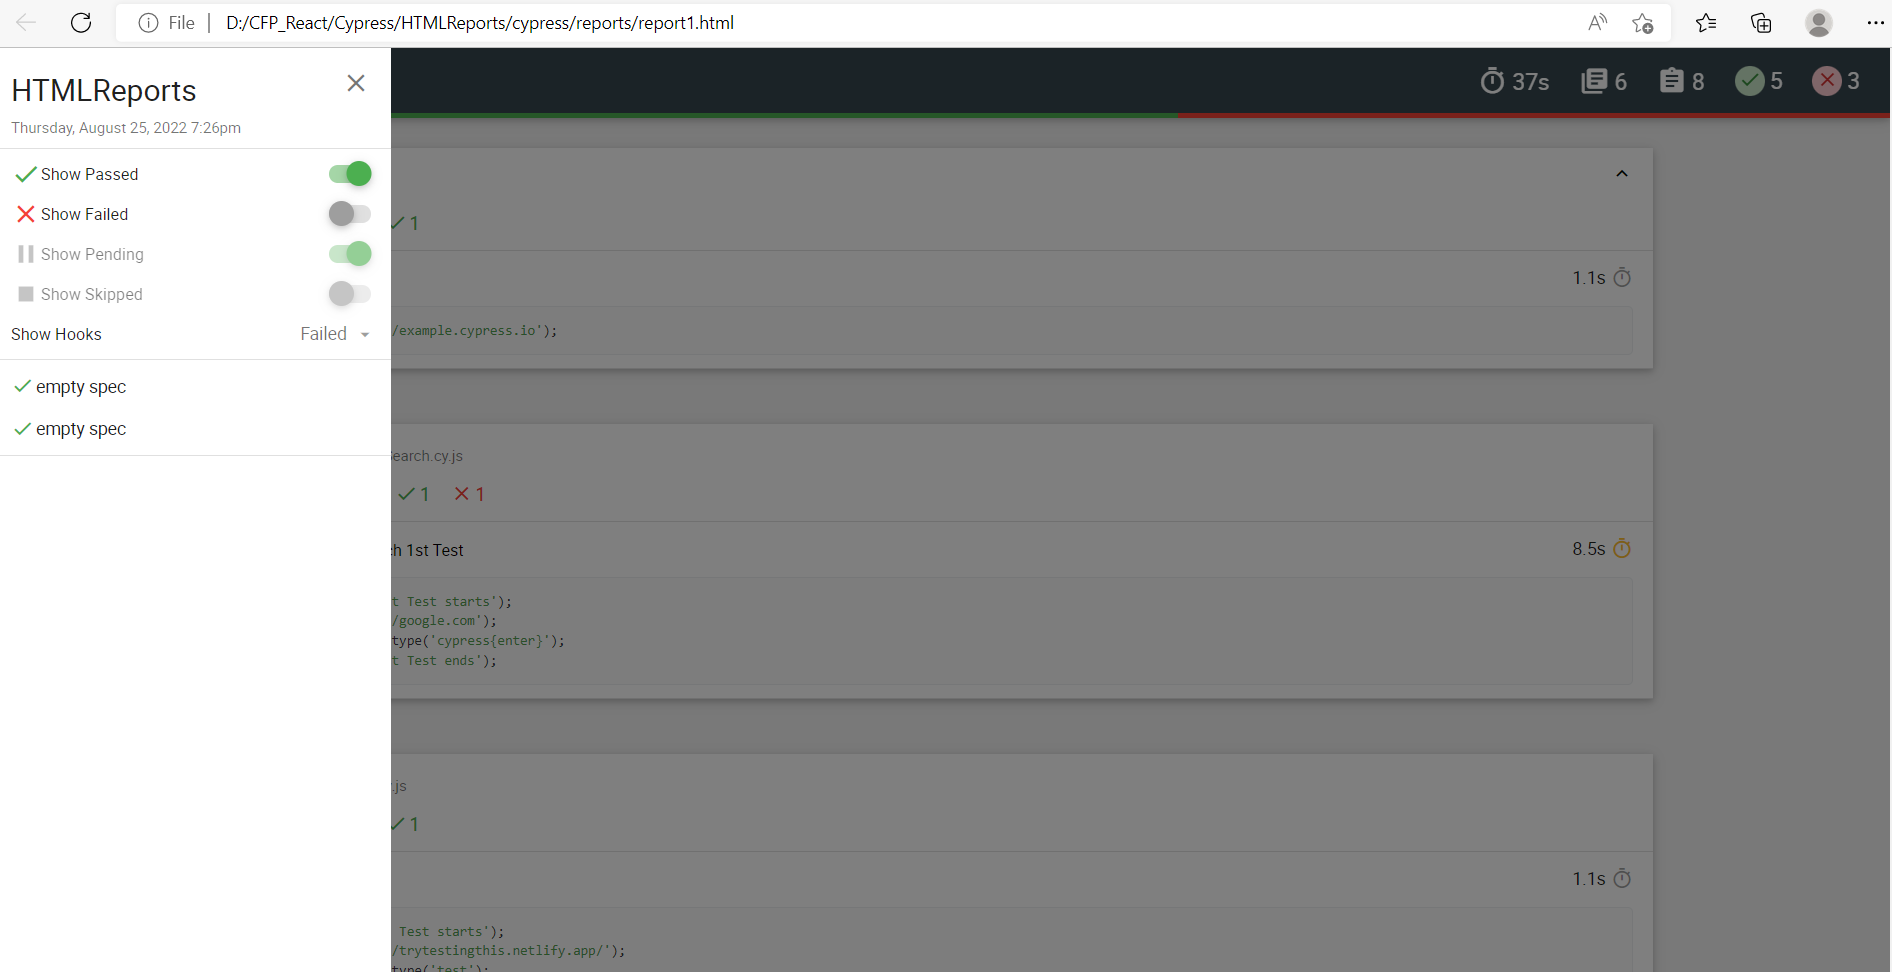 File | D:/CFP_React/Cypress/HTMLReports/cypress/reports/report1.html
HTMLReports
Thursday, August 25, 2022 7:26pm
37s 6 8 5 3
Show Passed
Show Failed
Show Pending
Show Skipped
Show Hooks Failed
empty spec
empty spec
1
1.1s
/example.cypress.io');
earch.cy.js
1 1
h 1st Test
8.5s
t Test starts');
/google.com');
type('cypress{enter}');
t Test ends');
.js
1
1.1s
Test starts');
/trytestingthis.netlify.app/');
type('test');